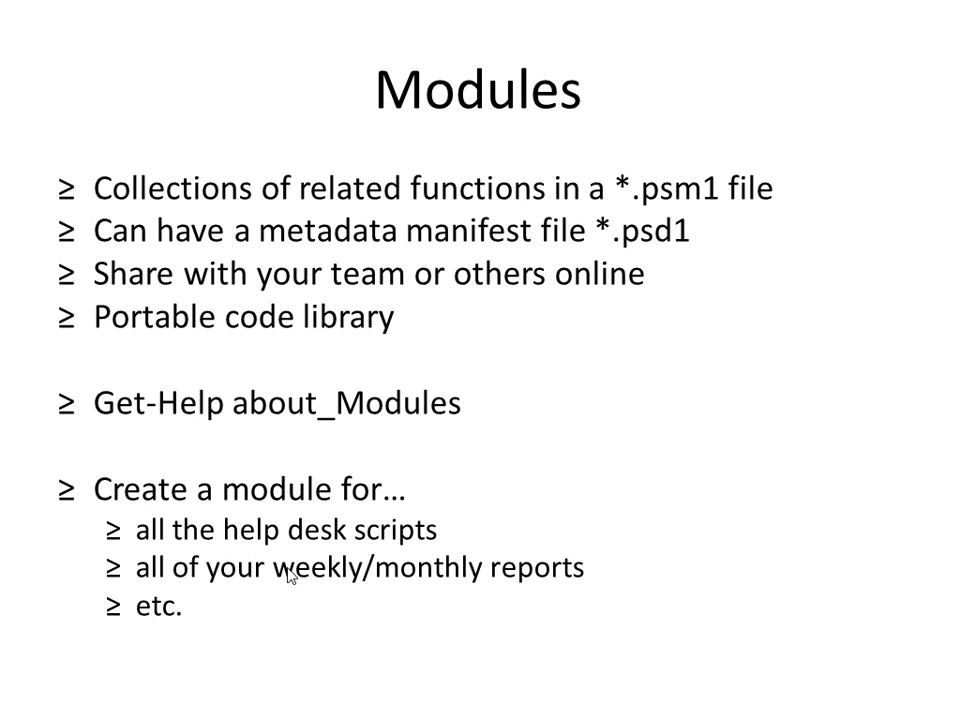 Modules
≥ Collections of related functions in a *.psm1 file
≥ Can have a metadata manifest file *.psd1
≥ Share with your team or others online
≥ Portable code library
≥ Get-Help about_Modules
≥ Create a module for…
≥ all the help desk scripts
≥ all of your weekly/monthly reports
≥ etc.